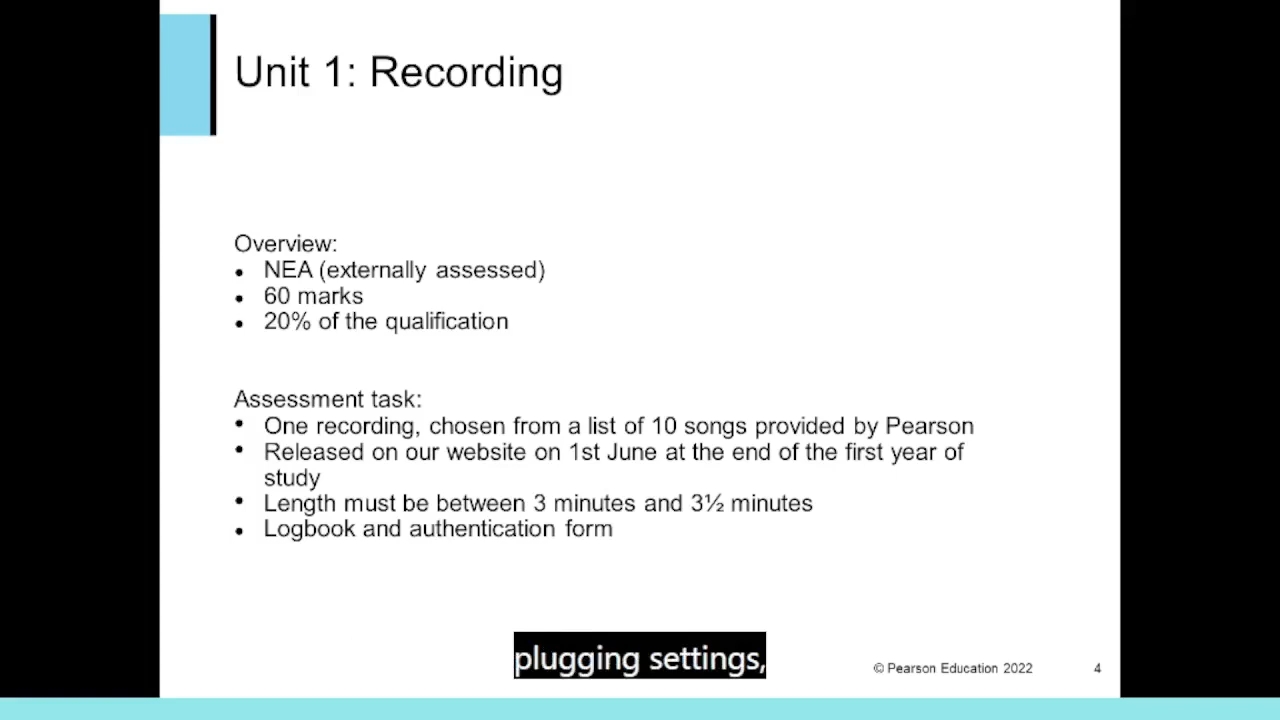 Unit 1: Recording
Overview:
• NEA (externally assessed)
• 60 marks
• 20% of the qualification
Assessment task:
• One recording, chosen from a list of 10 songs provided by Pearson
• Released on our website on 1st June at the end of the first year of
study
• Length must be between 3 minutes and 3½ minutes
• Logbook and authentication form
plugging settings,
© Pearson Education 2022 4